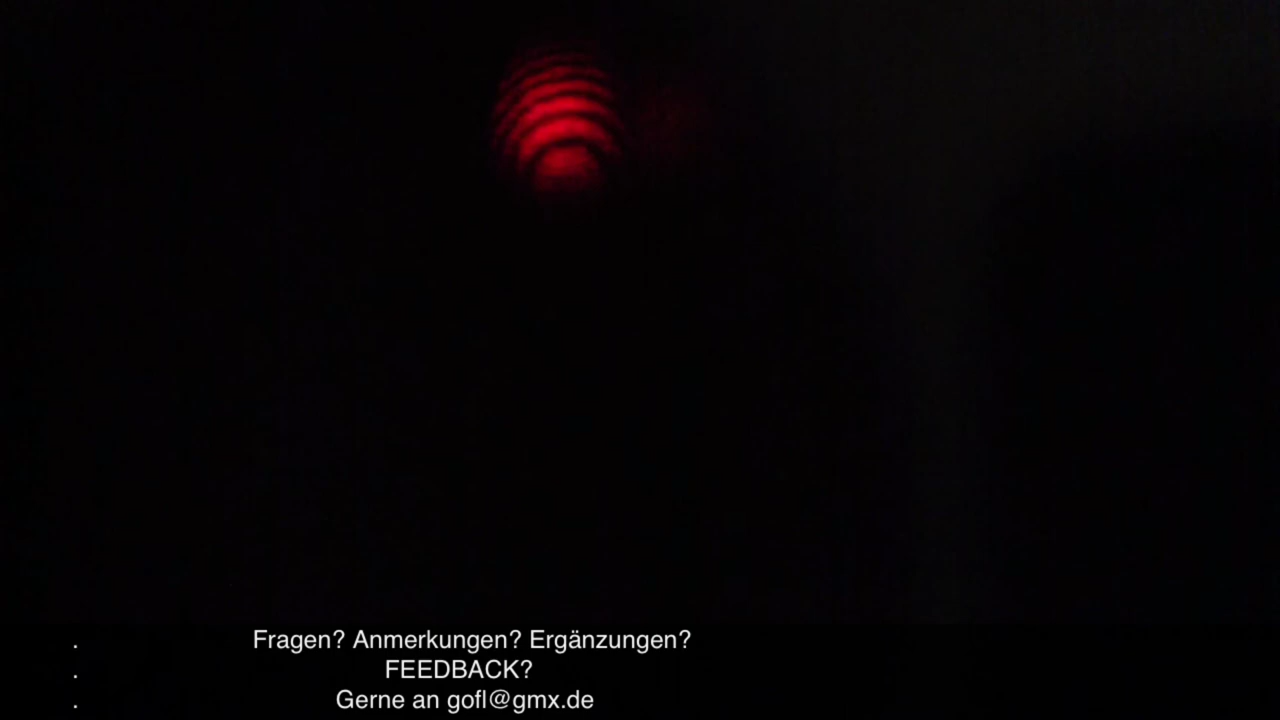 . Fragen? Anmerkungen? Ergänzungen?
. FEEDBACK?
. Gerne an gofl@gmx.de